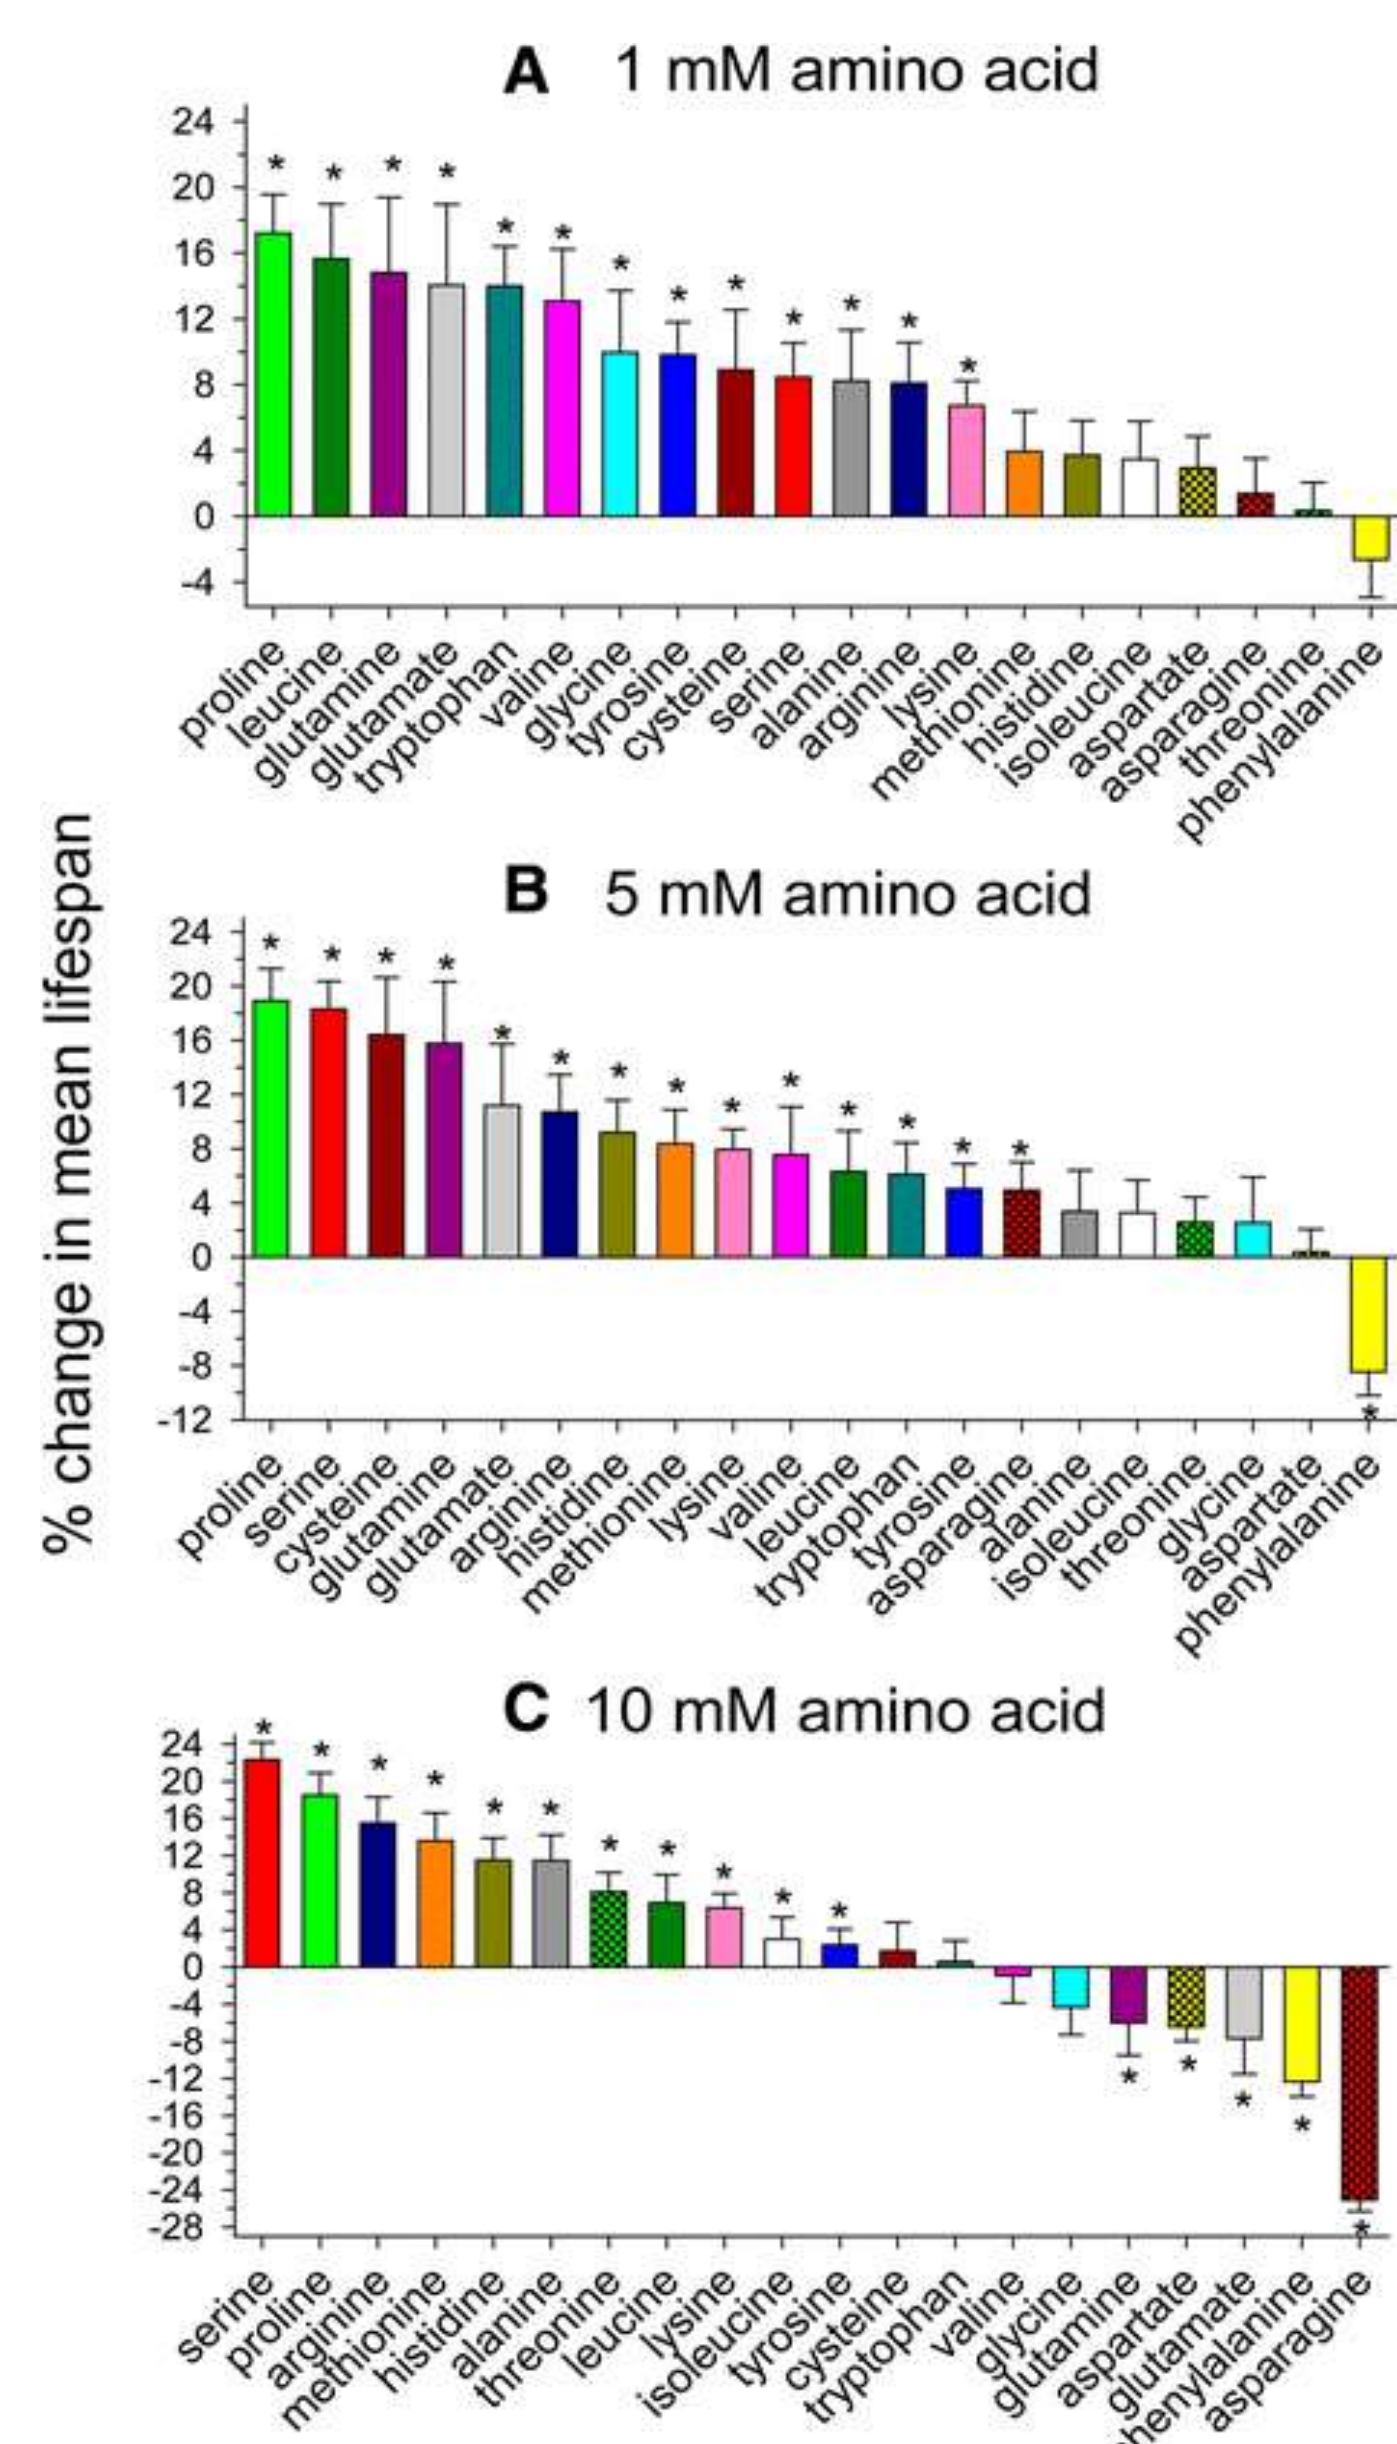 A 1 mM amino acid
24
20
16
12
8
4
0
-4
proline
leucine
glutamine
glutamate
tryptophan
valine
glycine
tyrosine
cysteine
serine
alanine
arginine
lysine
methionine
histidine
isoleucine
aspartate
asparagine
threonine
phenylalanine
% change in mean lifespan
B 5 mM amino acid
24
20
16
12
8
4
0
-4
-8
-12
proline
serine
cysteine
glutamine
glutamate
arginine
histidine
methionine
lysine
valine
leucine
tryptophan
tyrosine
asparagine
alanine
isoleucine
threonine
glycine
aspartate
phenylalanine
C 10 mM amino acid
24
20
16
12
8
4
0
-4
-8
-12
-16
-20
-24
-28
serine
proline
arginine
methionine
histidine
alanine
threonine
leucine
lysine
isoleucine
tyrosine
cysteine
tryptophan
valine
glycine
glutamine
aspartate
glutamate
henylalanine
asparagine